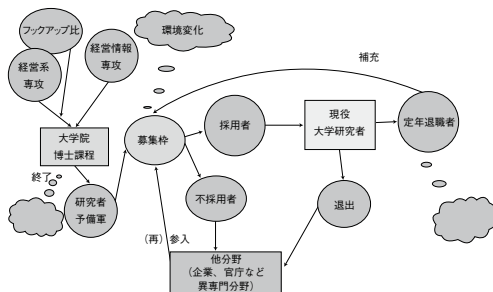 フックアップ比
経営系
専攻
経営情報
専攻
環境変化
補充
大学院
博士課程
募集枠
採用者
現役
大学研究者
定年退職者
終了
研究者
予備軍
不採用者
退出
(再)参入
他分野
(企業、官庁など
異専門分野)